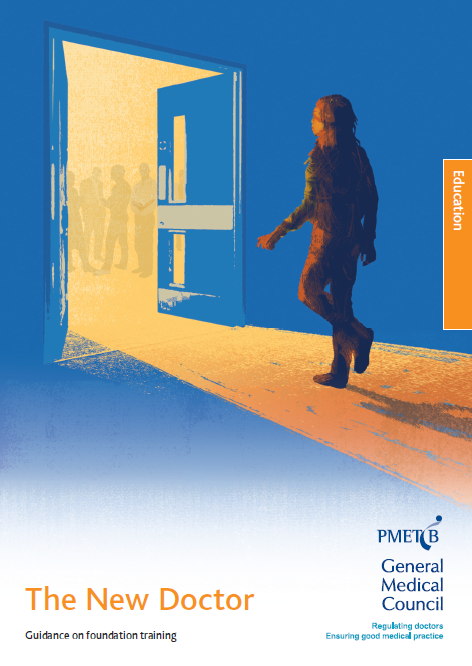 Education
PMETB
General
Medical
Council
Regulating doctors
Ensuring good medical practice
The New Doctor
Guidance on foundation training